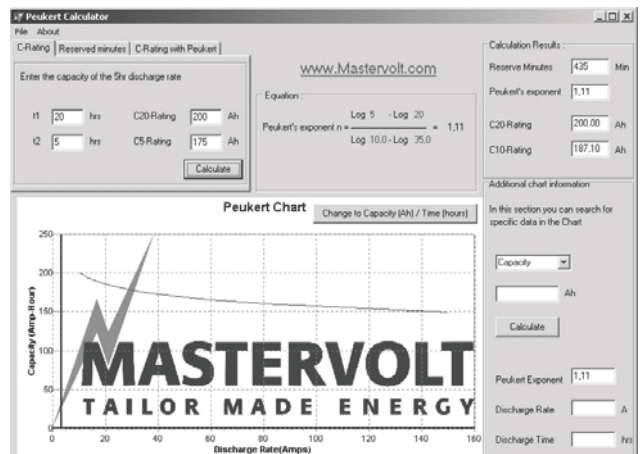 Peukert Calculator
File About
C-Rating Reserved minutes C-Rating with Peukert
Enter the capacity of the 5hr discharge rate
t1 20 hrs C20-Rating 200 Ah
t2 5 hrs C5-Rating 175 Ah
Calculate
www.Mastervolt.com
Equation :
Log 5 - Log 20
Peukert's exponent n = = 1,11
Log 10.0 - Log 35.0
Calculation Results :
Reserve Minutes 435 Min
Peukert's exponent 1,11
C20-Rating 200,00 Ah
C10-Rating 187,10 Ah
Additional chart information
In this section you can search for
specific data in the Chart
Capacity
Ah
Calculate
Peukert Exponent 1,11
Discharge Rate A
Discharge Time hrs
Peukert Chart
Change to Capacity (Ah) / Time (hours)
Capacity (Amp-Hour)
250
200
150
100
50
0
MASTERVOLT
TAILOR MADE ENERGY
0 20 40 60 80 100 120 140 160
Discharge Rate(Amps)